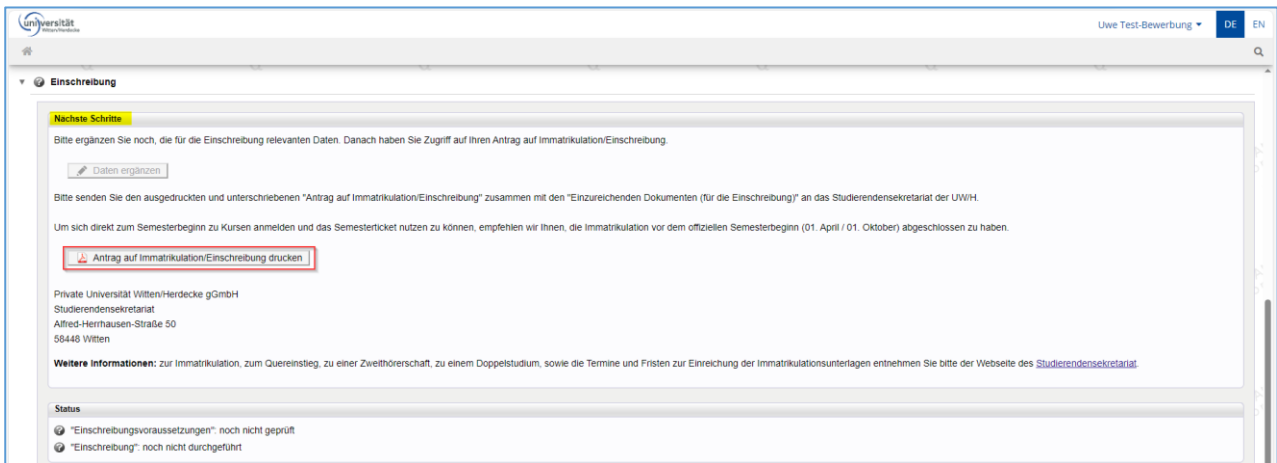 universität
Witten/Herdecke
Uwe Test-Bewerbung
DE
EN
Einschreibung
Nächste Schritte
Bitte ergänzen Sie noch, die für die Einschreibung relevanten Daten. Danach haben Sie Zugriff auf Ihren Antrag auf Immatrikulation/Einschreibung.
Daten ergänzen
Bitte senden Sie den ausgedruckten und unterschriebenen "Antrag auf Immatrikulation/Einschreibung" zusammen mit den "Einzureichenden Dokumenten (für die Einschreibung)" an das Studierendensekretariat der UW/H.
Um sich direkt zum Semesterbeginn zu Kursen anmelden und das Semesterticket nutzen zu können, empfehlen wir Ihnen, die Immatrikulation vor dem offiziellen Semesterbeginn (01. April / 01. Oktober) abgeschlossen zu haben.
Antrag auf Immatrikulation/Einschreibung drucken
Private Universität Witten/Herdecke gGmbH
Studierendensekretariat
Alfred-Herrhausen-Straße 50
58448 Witten
Weitere Informationen: zur Immatrikulation, zum Quereinstieg, zu einer Zweithörerschaft, zu einem Doppelstudium, sowie die Termine und Fristen zur Einreichung der Immatrikulationsunterlagen entnehmen Sie bitte der Webseite des Studierendensekretariat.
Status
"Einschreibungsvoraussetzungen": noch nicht geprüft
"Einschreibung": noch nicht durchgeführt